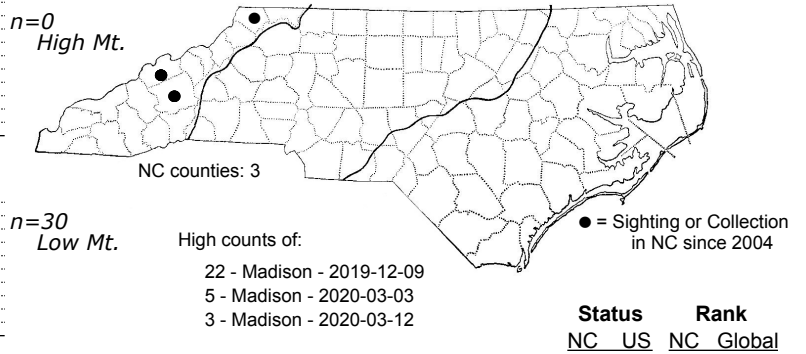 n=0
High Mt.
NC counties: 3
n=30
Low Mt.
High counts of:
22 - Madison - 2019-12-09
5 - Madison - 2020-03-03
3 - Madison - 2020-03-12
● = Sighting or Collection
in NC since 2004
Status Rank
NC US NC Global